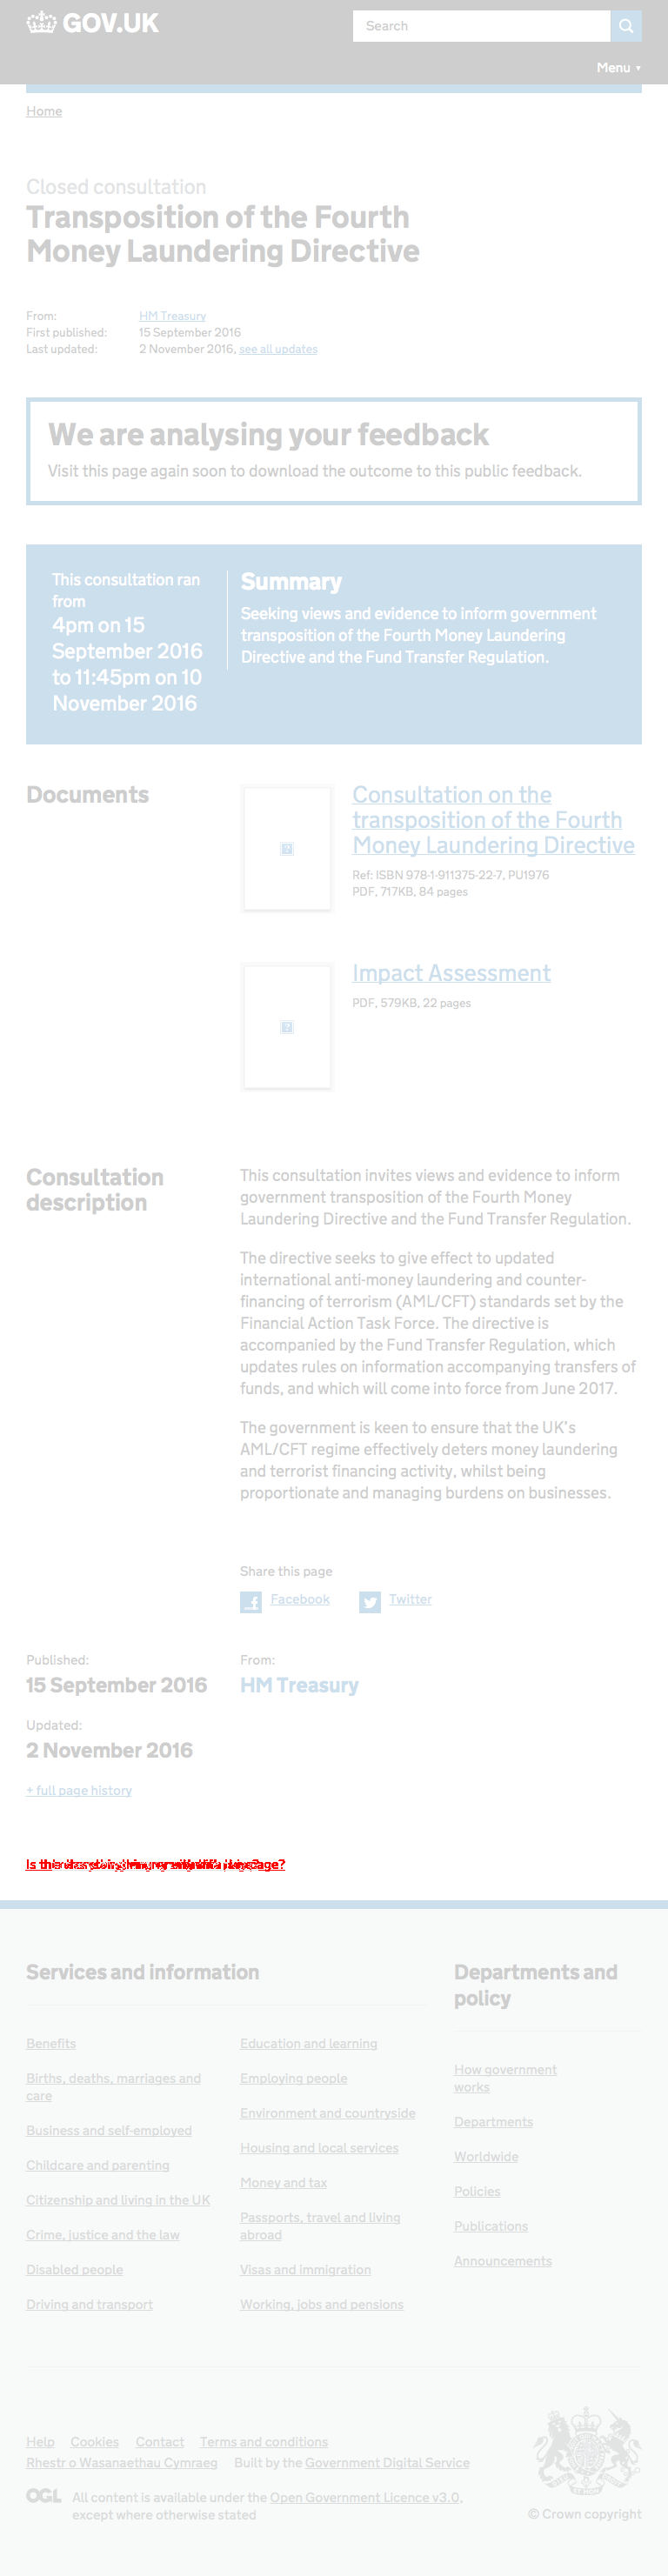 GOV.UK
Search
Menu ▼
Home
Closed consultation
Transposition of the Fourth
Money Laundering Directive
From: HM Treasury
First published: 15 September 2016
Last updated: 2 November 2016, see all updates
We are analysing your feedback
Visit this page again soon to download the outcome to this public feedback.
This consultation ran
from
4pm on 15
September 2016
to 11:45pm on 10
November 2016
Summary
Seeking views and evidence to inform government
transposition of the Fourth Money Laundering
Directive and the Fund Transfer Regulation.
Documents
Consultation on the
transposition of the Fourth
Money Laundering Directive
Ref: ISBN 978-1-911375-22-7, PU1976
PDF, 717KB, 84 pages
Impact Assessment
PDF, 579KB, 22 pages
Consultation
description
This consultation invites views and evidence to inform
government transposition of the Fourth Money
Laundering Directive and the Fund Transfer Regulation.
The directive seeks to give effect to updated
international anti-money laundering and counter-
financing of terrorism (AML/CFT) standards set by the
Financial Action Task Force. The directive is
accompanied by the Fund Transfer Regulation, which
updates rules on information accompanying transfers of
funds, and which will come into force from June 2017.
The government is keen to ensure that the UK's
AML/CFT regime effectively deters money laundering
and terrorist financing activity, whilst being
proportionate and managing burdens on businesses.
Share this page
Facebook Twitter
Published:
15 September 2016
From:
HM Treasury
Updated:
2 November 2016
+ full page history
Services and information
Benefits
Births, deaths, marriages and
care
Business and self-employed
Childcare and parenting
Citizenship and living in the UK
Crime, justice and the law
Disabled people
Driving and transport
Education and learning
Employing people
Environment and countryside
Housing and local services
Money and tax
Passports, travel and living
abroad
Visas and immigration
Working, jobs and pensions
Departments and
policy
How government
works
Departments
Worldwide
Policies
Publications
Announcements
Help Cookies Contact Terms and conditions
Rhestr o Wasanaethau Cymraeg Built by the Government Digital Service
OGL All content is available under the Open Government Licence v3.0,
except where otherwise stated
© Crown copyright